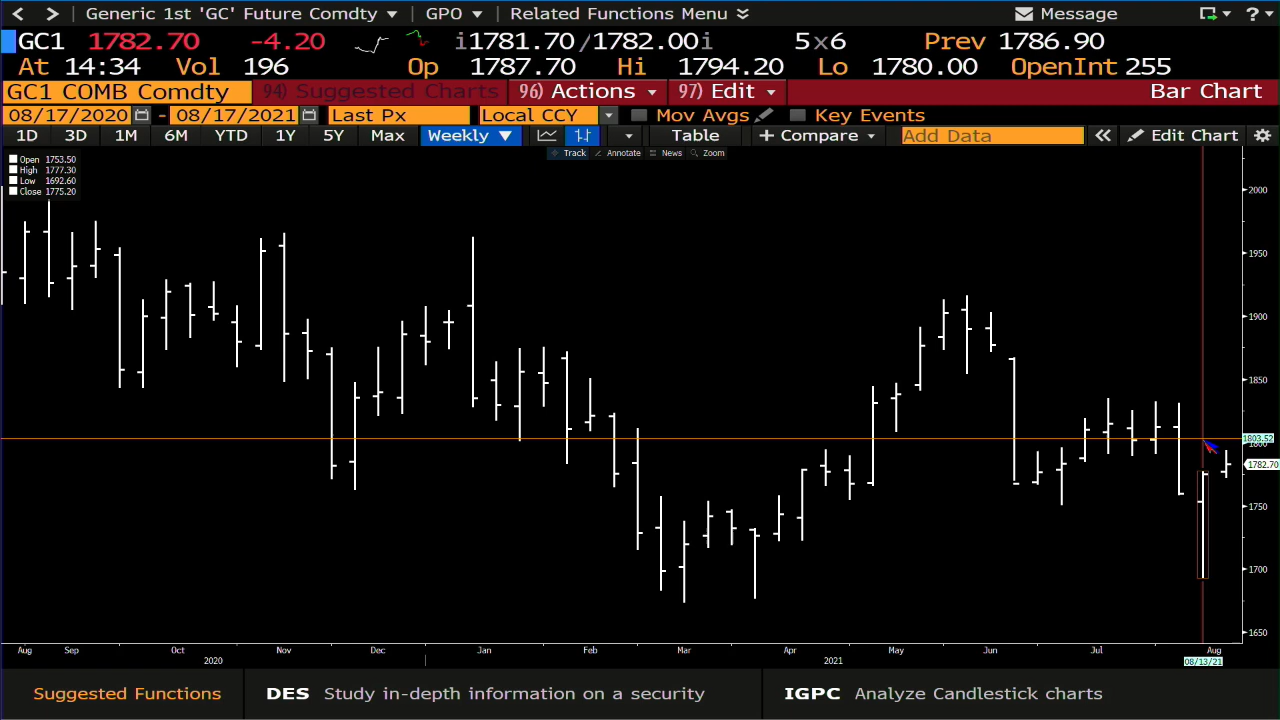 < > Generic 1st 'GC' Future Comdty GPO Related Functions Menu Message ?
GC1 1782.70 -4.20 i1781.70/1782.00i 5x6 Prev 1786.90
At 14:34 Vol 196 Op 1787.70 Hi 1794.20 Lo 1780.00 OpenInt 255
GC1 COMB Comdty 94) Suggested Charts 96) Actions 97) Edit Bar Chart
08/17/2020 - 08/17/2021 Last Px Local CCY Mov Avgs Key Events
1D 3D 1M 6M YTD 1Y 5Y Max Weekly Table + Compare Add Data « Edit Chart
Track Annotate News Zoom
Open 1753.50
High 1777.30
Low 1692.60
Close 1775.20
2000
1950
1900
1850
1803.52
1800
1782.70
1750
1700
1650
Aug Sep Oct Nov Dec Jan Feb Mar Apr May Jun Jul Aug
2020 2021 08/13/21
Suggested Functions DES Study in-depth information on a security IGPC Analyze Candlestick charts